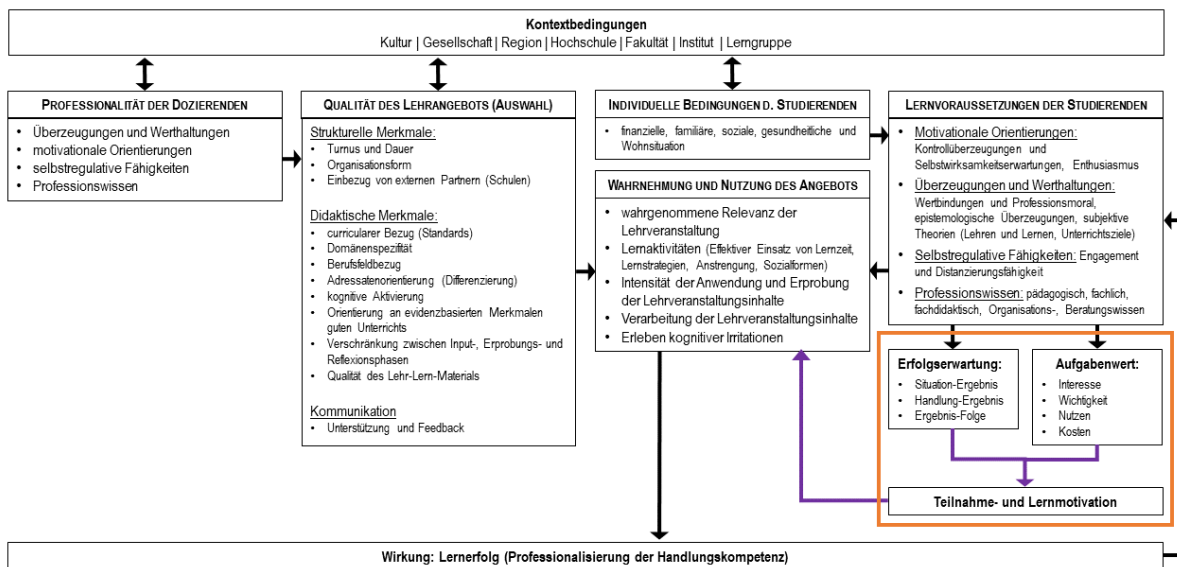 Kontextbedingungen
Kultur | Gesellschaft | Region | Hochschule | Fakultät | Institut | Lerngruppe
PROFESSIONALITÄT DER DOZIERENDEN
• Überzeugungen und Werthaltungen
• motivationale Orientierungen
• selbstregulative Fähigkeiten
• Professionswissen
QUALITÄT DES LEHRANGEBOTS (AUSWAHL)
Strukturelle Merkmale:
• Turnus und Dauer
• Organisationsform
• Einbezug von externen Partnern (Schulen)
Didaktische Merkmale:
• curricularer Bezug (Standards)
• Domänenspeziftät
• Berufsfeldbezug
• Adressatenorientierung (Differenzierung)
• kognitive Aktivierung
• Orientierung an evidenzbasierten Merkmalen
guten Unterrichts
• Verschränkung zwischen Input-, Erprobungs- und
Reflexionsphasen
• Qualität des Lehr-Lern-Materials
Kommunikation
• Unterstützung und Feedback
INDIVIDUELLE BEDINGUNGEN D. STUDIERENDEN
• finanzielle, familiäre, soziale, gesundheitliche und
Wohnsituation
WAHRNEHMUNG UND NUTZUNG DES ANGEBOTS
• wahrgenommene Relevanz der
Lehrveranstaltung
• Lernaktivitäten (Effektiver Einsatz von Lernzeit,
Lernstrategien, Anstrengung, Sozialformen)
• Intensität der Anwendung und Erprobung
der Lehrveranstaltungsinhalte
• Verarbeitung der Lehrveranstaltungsinhalte
• Erleben kognitiver Irritationen
LERNVORAUSSETZUNGEN DER STUDIERENDEN
• Motivationale Orientierungen:
Kontrollüberzeugungen und
Selbstwirksamkeitserwartungen, Enthusiasmus
• Überzeugungen und Werthaltungen:
Wertbindungen und Professionsmoral,
epistemologische Überzeugungen, subjektive
Theorien (Lehren und Lernen, Unterrichtsziele)
• Selbstregulative Fähigkeiten: Engagement
und Distanzierungsfähigkeit
• Professionswissen: pädagogisch, fachlich,
fachdidaktisch, Organisations-, Beratungswissen
Erfolgserwartung:
• Situation-Ergebnis
• Handlung-Ergebnis
• Ergebnis-Folge
Aufgabenwert:
• Interesse
• Wichtigkeit
• Nutzen
• Kosten
Teilnahme- und Lernmotivation
Wirkung: Lernerfolg (Professionalisierung der Handlungskompetenz)